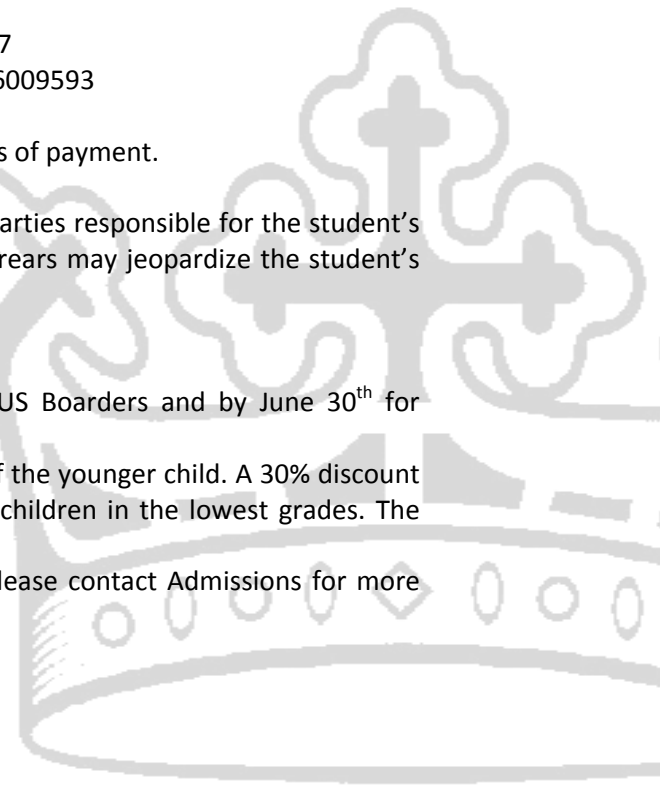 7
6009593
s of payment.
arties responsible for the student's
rears may jeopardize the student's
US Boarders and by June 30th for
f the younger child. A 30% discount
children in the lowest grades. The
lease contact Admissions for more